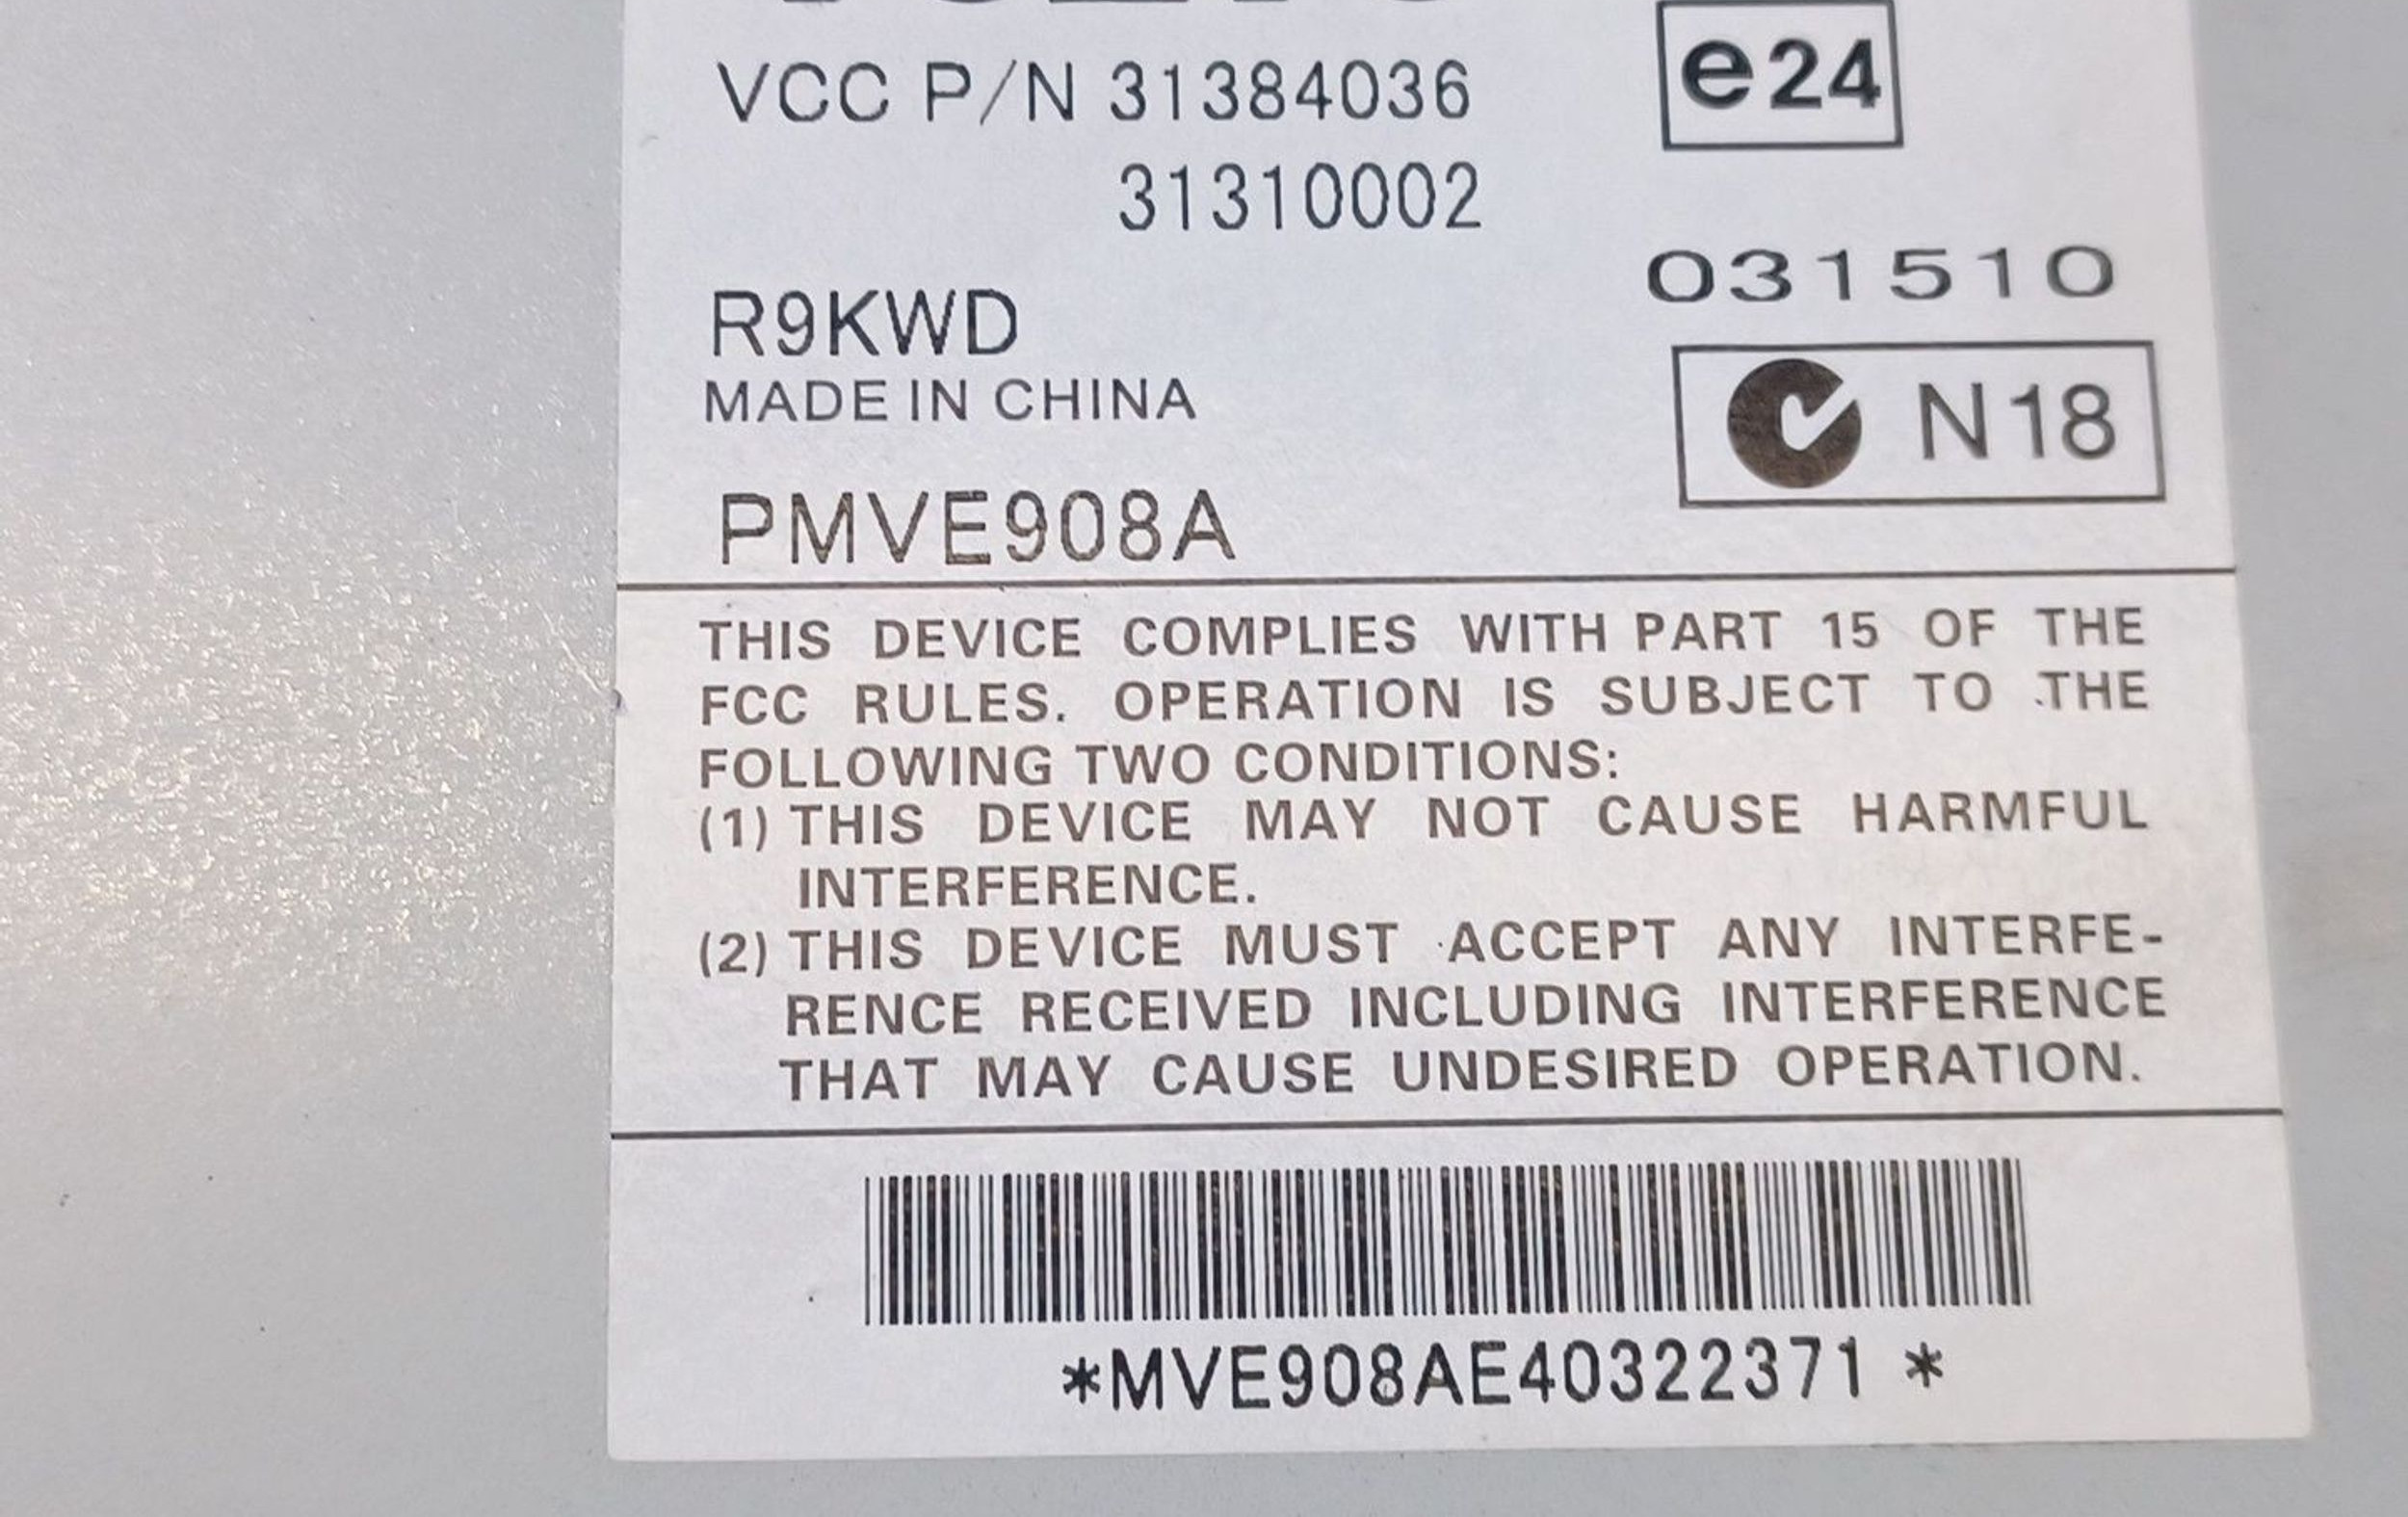 VCC P/N 31384036
31310002
e24
031510
R9KWD
MADE IN CHINA
N18
PMVE908A
THIS DEVICE COMPLIES WITH PART 15 OF THE
FCC RULES. OPERATION IS SUBJECT TO THE
FOLLOWING TWO CONDITIONS:
(1) THIS DEVICE MAY NOT CAUSE HARMFUL
INTERFERENCE.
(2) THIS DEVICE MUST ACCEPT ANY INTERFE-
RENCE RECEIVED INCLUDING INTERFERENCE
THAT MAY CAUSE UNDESIRED OPERATION.
*MVE908AE40322371 *